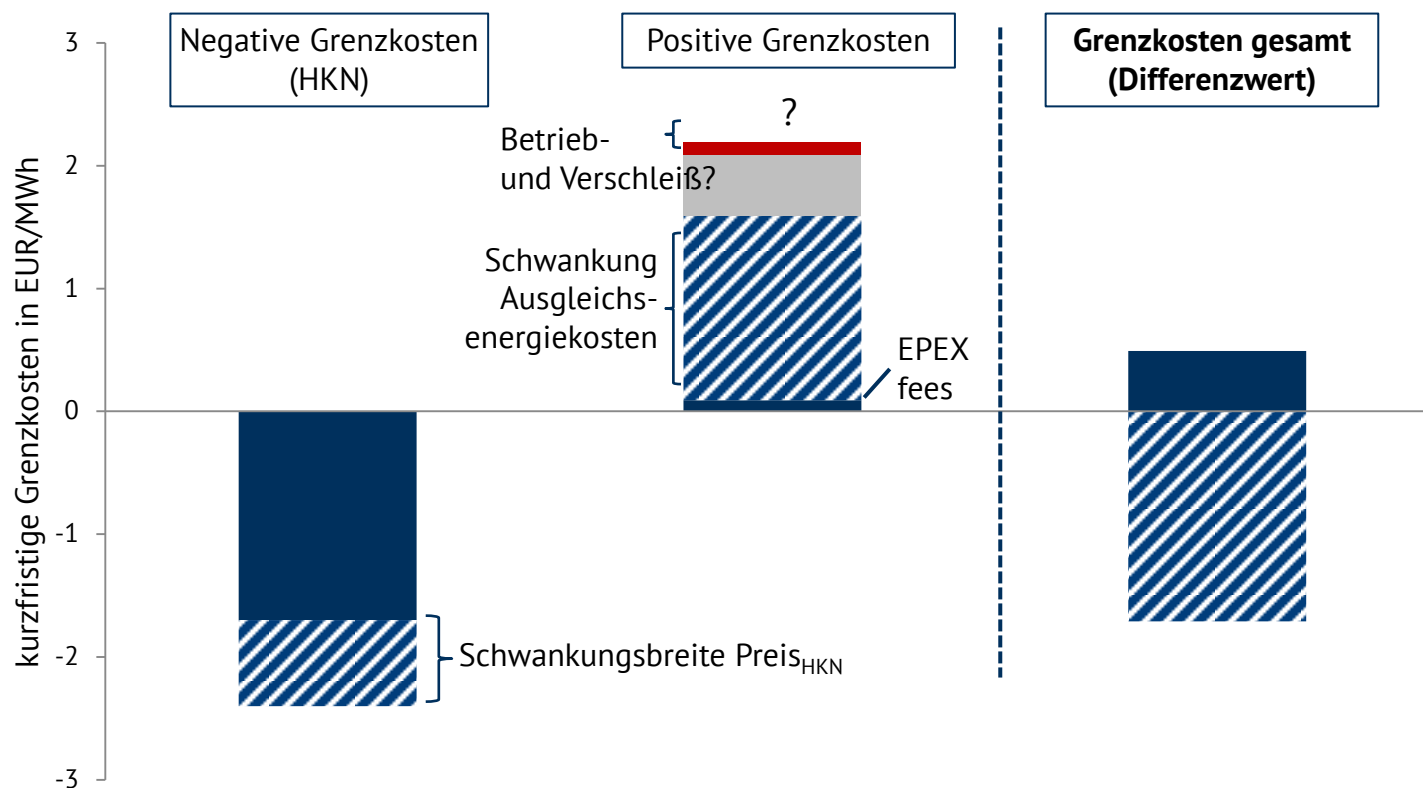 Negative Grenzkosten
(HKN)
Positive Grenzkosten
Grenzkosten gesamt
(Differenzwert)
kurzfristige Grenzkosten in EUR/MWh
3
2
1
0
-1
-2
-3
?
Betrieb-
und Verschleiß?
Schwankung
Ausgleichs-
energiekosten
EPEX
fees
Schwankungsbreite Preis_HKN